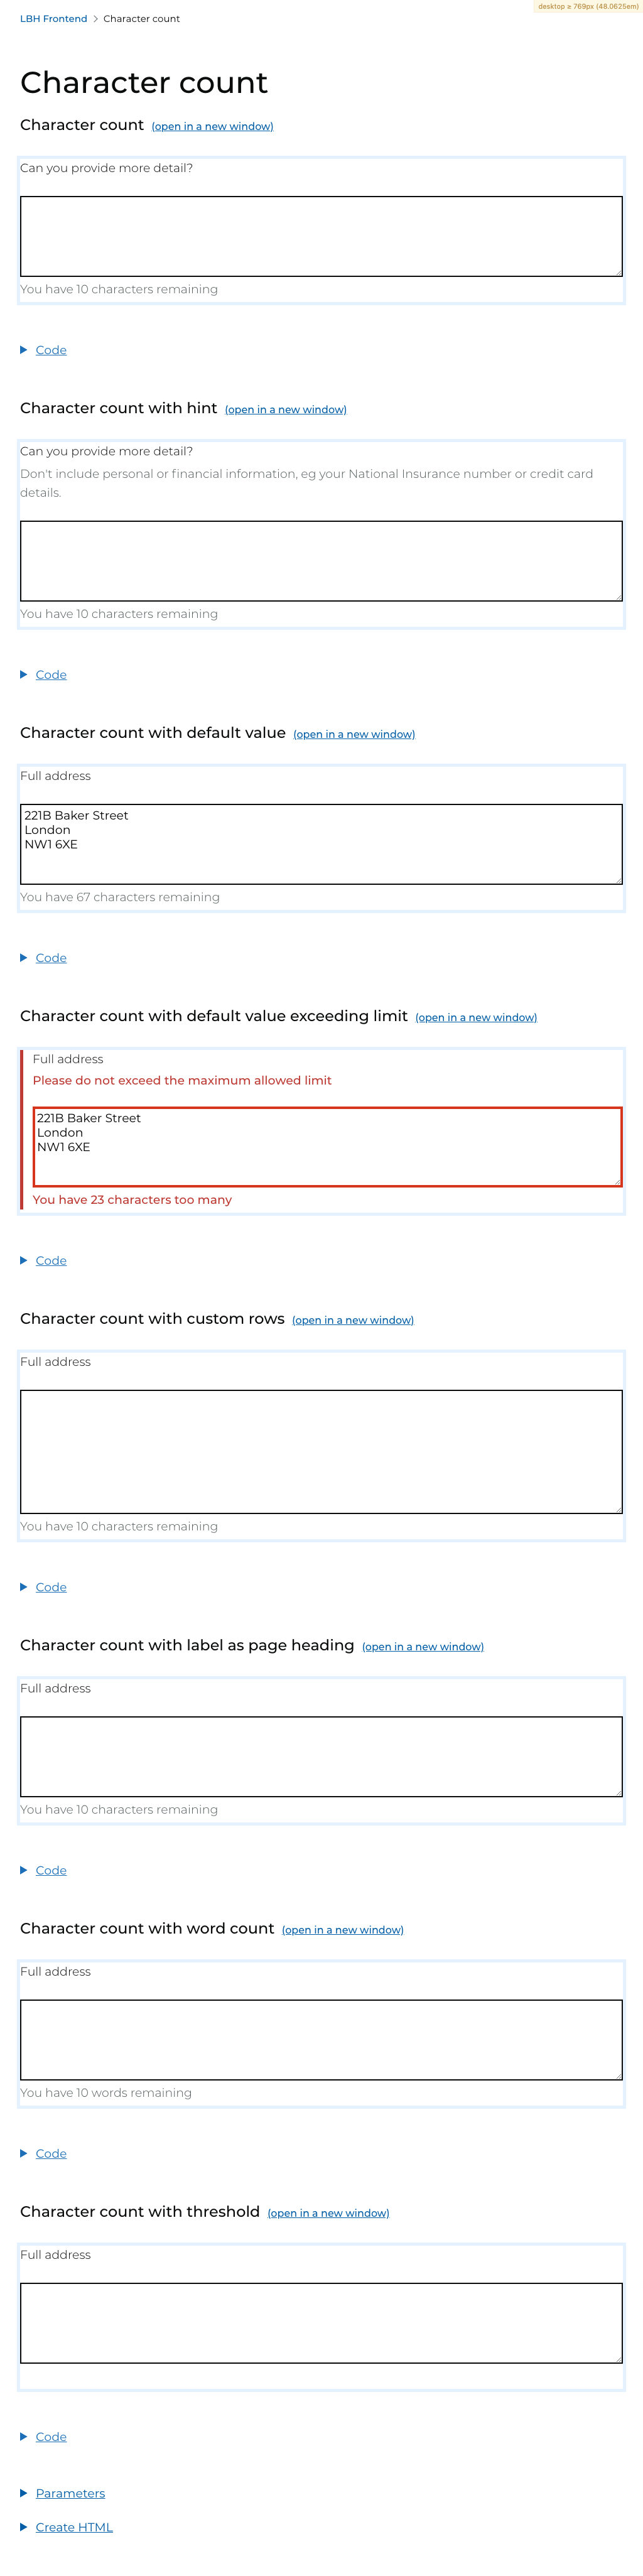 desktop ≥ 769px (48.0625em)
LBH Frontend > Character count
Character count
Character count (open in a new window)
Can you provide more detail?
You have 10 characters remaining
Code
Character count with hint (open in a new window)
Can you provide more detail?
Don't include personal or financial information, eg your National Insurance number or credit card
details.
You have 10 characters remaining
Code
Character count with default value (open in a new window)
Full address
221B Baker Street
London
NW1 6XE
You have 67 characters remaining
Code
Character count with default value exceeding limit (open in a new window)
Full address
Please do not exceed the maximum allowed limit
221B Baker Street
London
NW1 6XE
You have 23 characters too many
Code
Character count with custom rows (open in a new window)
Full address
You have 10 characters remaining
Code
Character count with label as page heading (open in a new window)
Full address
You have 10 characters remaining
Code
Character count with word count (open in a new window)
Full address
You have 10 words remaining
Code
Character count with threshold (open in a new window)
Full address
Code
Parameters
Create HTML